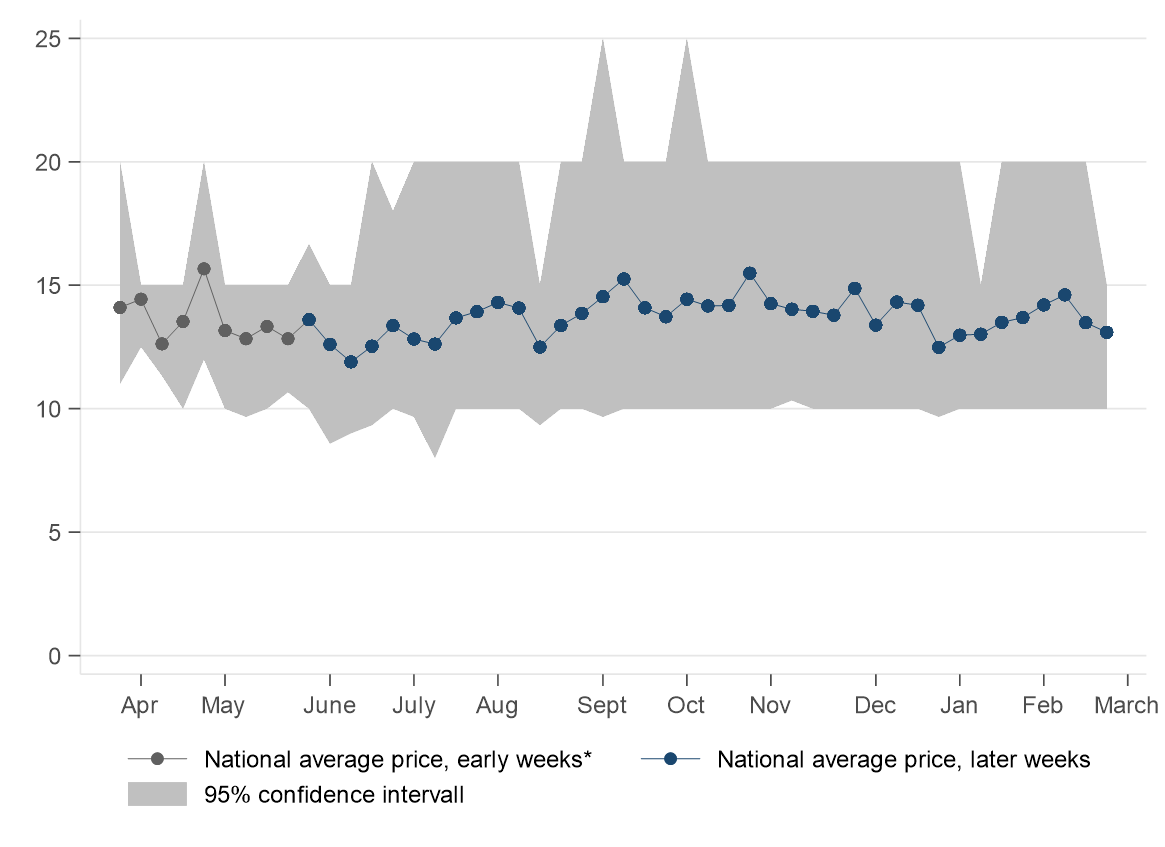 25
20
15
10
5
0
Apr May June July Aug Sept Oct Nov Dec Jan Feb March
National average price, early weeks* National average price, later weeks
95% confidence intervall